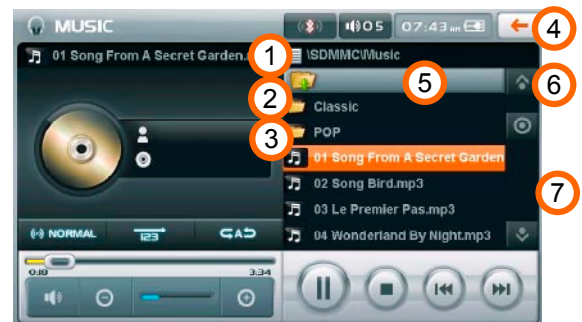 MUSIC
05
07:43 am
4
01 Song From A Secret Garden.
1
\SDMMC\Music
5
6
2
Classic
3
POP
01 Song From A Secret Garden
02 Song Bird.mp3
7
03 Le Premier Pas.mp3
NORMAL
123
A
04 Wonderland By Night.mp3
0:18
3:34